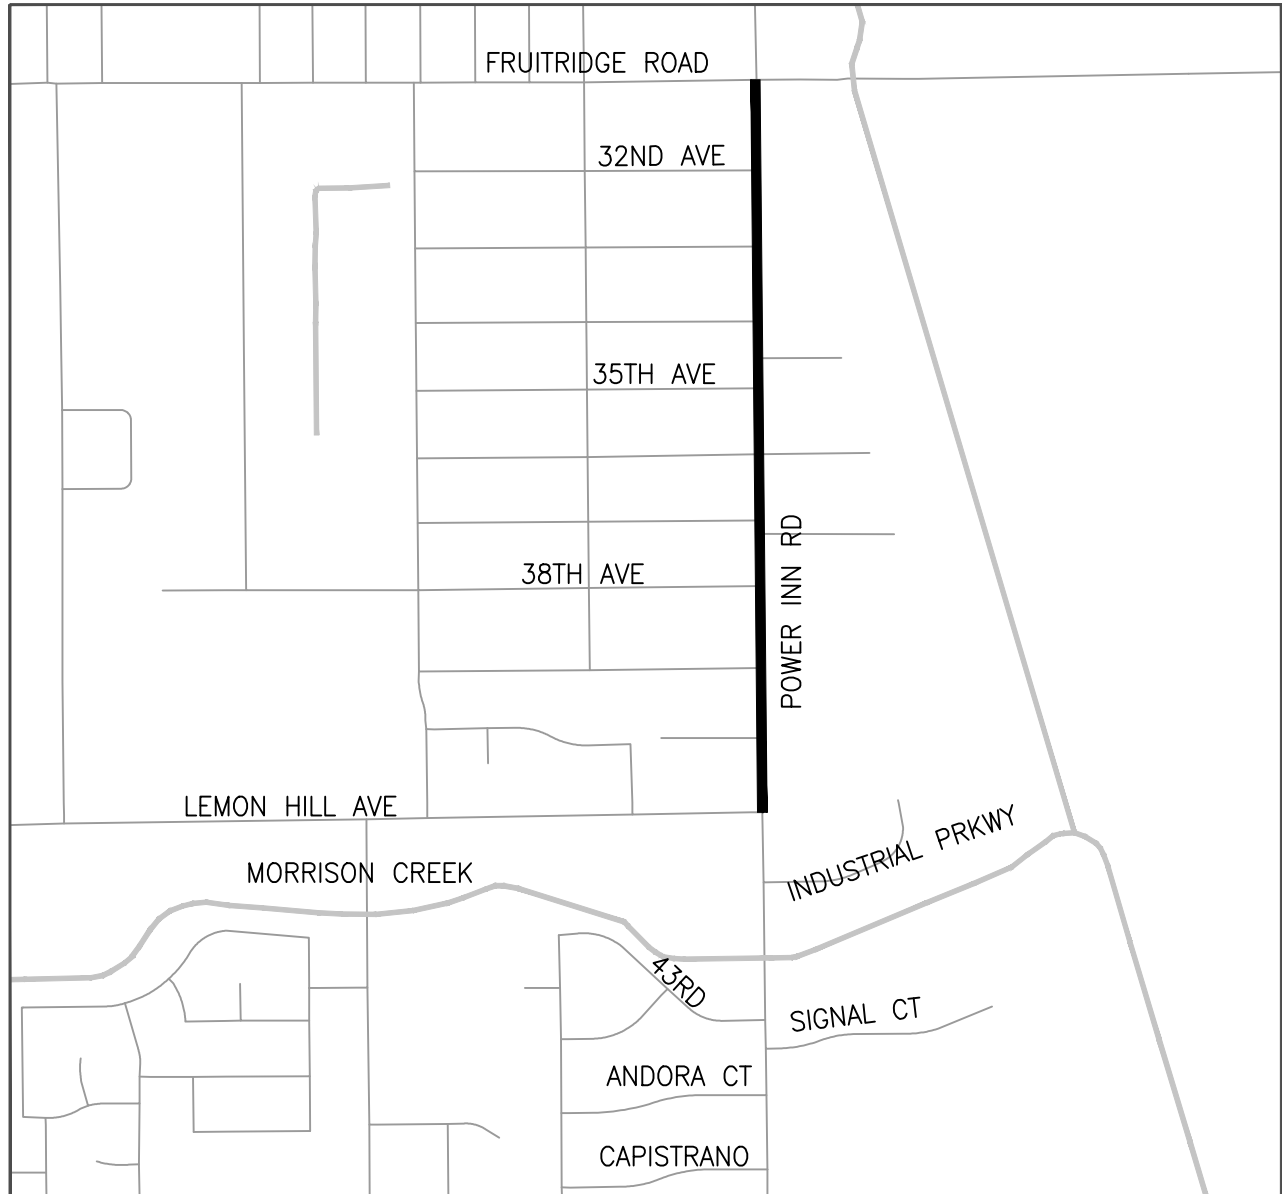 FRUITRIDGE ROAD
32ND AVE
35TH AVE
38TH AVE
POWER INN RD
LEMON HILL AVE
INDUSTRIAL PRKWY
MORRISON CREEK
43RD
SIGNAL CT
ANDORA CT
CAPISTRANO